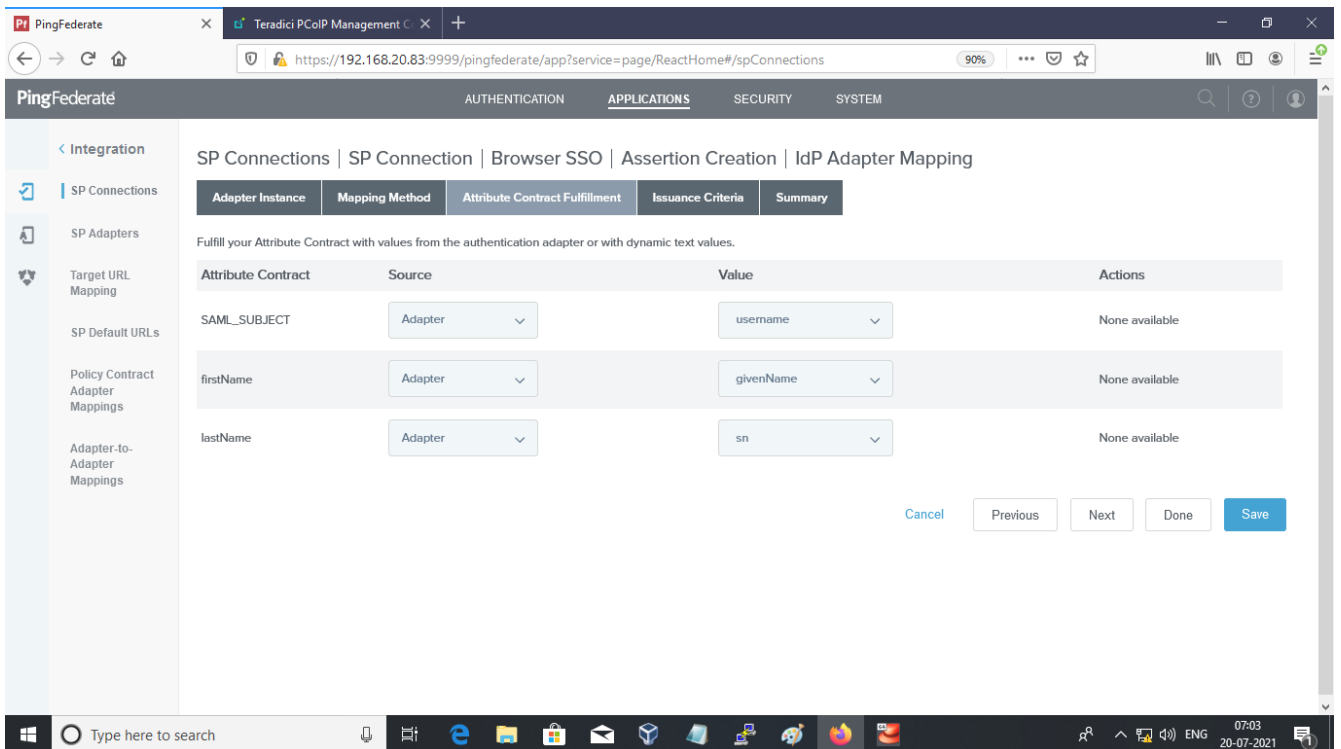 Pf PingFederate
Teradici PCoIP Management C
https://192.168.20.83:9999/pingfederate/app?service=page/ReactHome#/spConnections
90%
PingFederate
AUTHENTICATION APPLICATIONS SECURITY SYSTEM
Integration
SP Connections
SP Adapters
Target URL
Mapping
SP Default URLs
Policy Contract
Adapter
Mappings
Adapter-to-
Adapter
Mappings
SP Connections | SP Connection | Browser SSO | Assertion Creation | IdP Adapter Mapping
Adapter Instance Mapping Method Attribute Contract Fulfillment Issuance Criteria Summary
Fulfill your Attribute Contract with values from the authentication adapter or with dynamic text values.
Attribute Contract Source Value Actions
SAML_SUBJECT Adapter username None available
firstName Adapter givenName None available
lastName Adapter sn None available
Cancel Previous Next Done Save
Type here to search
ENG
07:03
20-07-2021
1